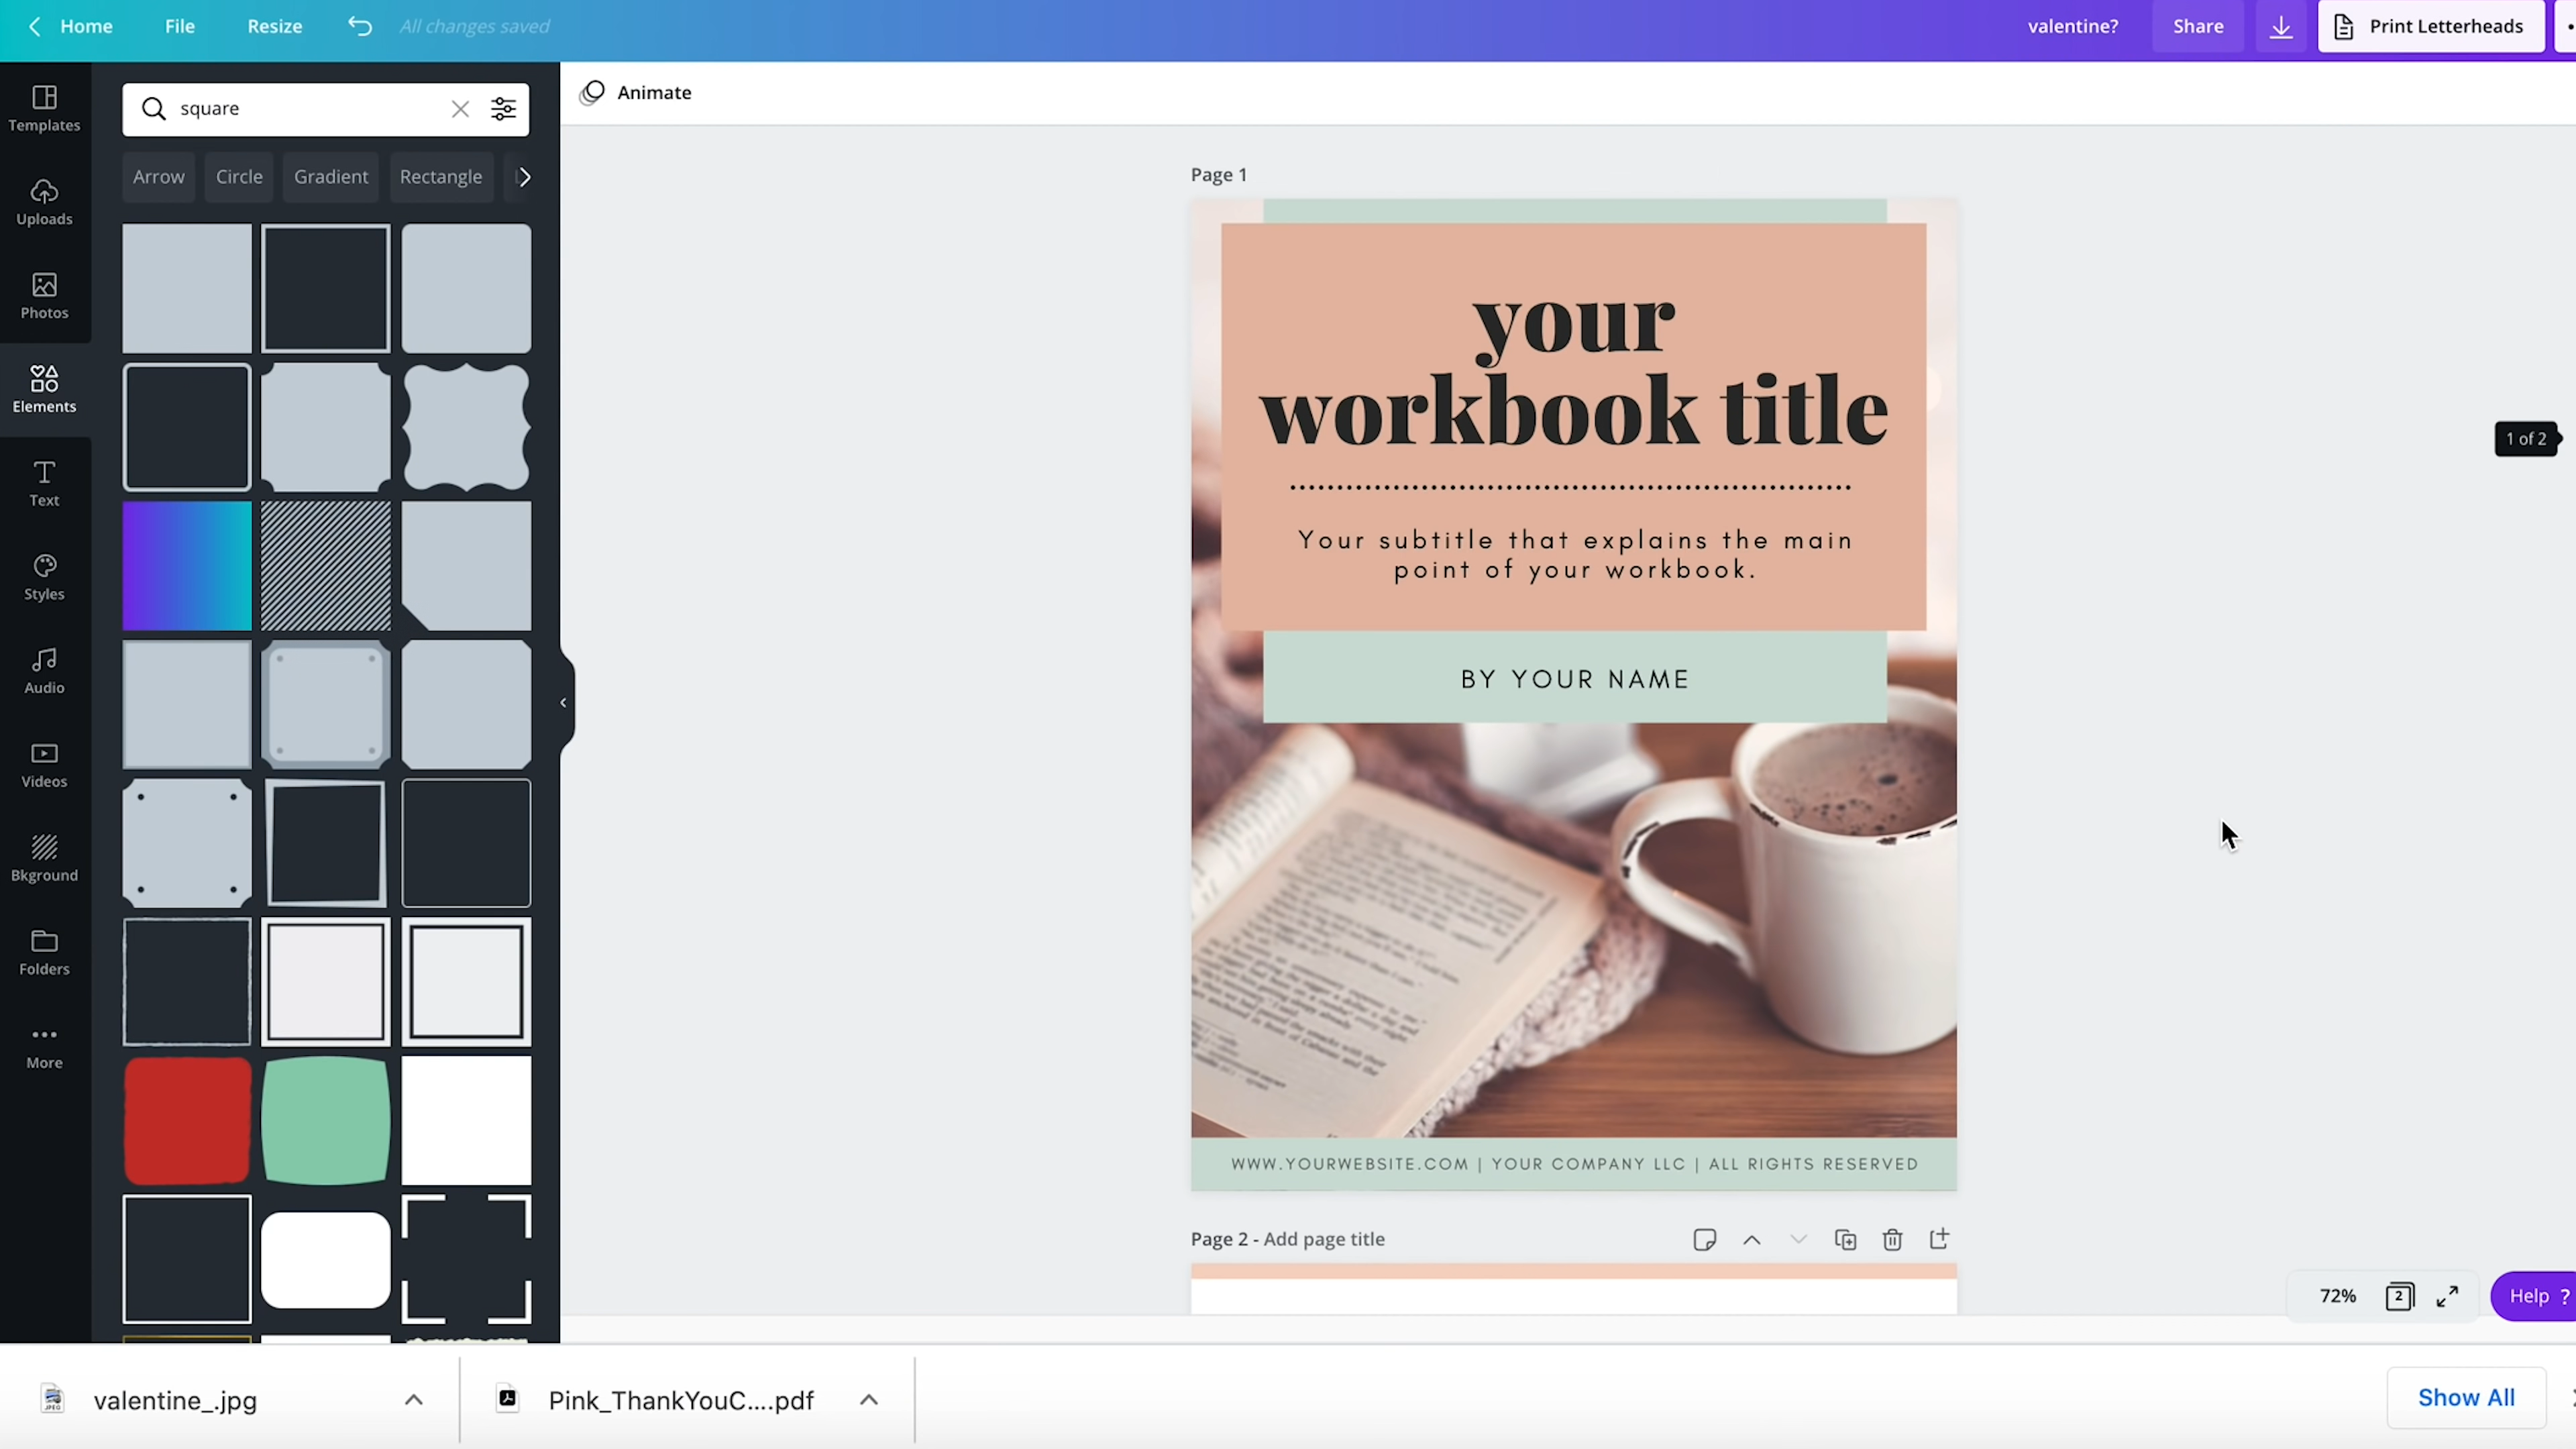 Home File Resize All changes saved valentine? Share Print Letterheads
Templates
Uploads
Photos
Elements
Text
Styles
Audio
Videos
Bkground
Folders
More
square
Arrow Circle Gradient Rectangle
Animate
Page 1
your
workbook title
Your subtitle that explains the main
point of your workbook.
BY YOUR NAME
WWW.YOURWEBSITE.COM | YOUR COMPANY LLC | ALL RIGHTS RESERVED
1 of 2
Page 2 - Add page title
72% 2 Help ?
valentine_.jpg Pink_ThankYouC....pdf Show All